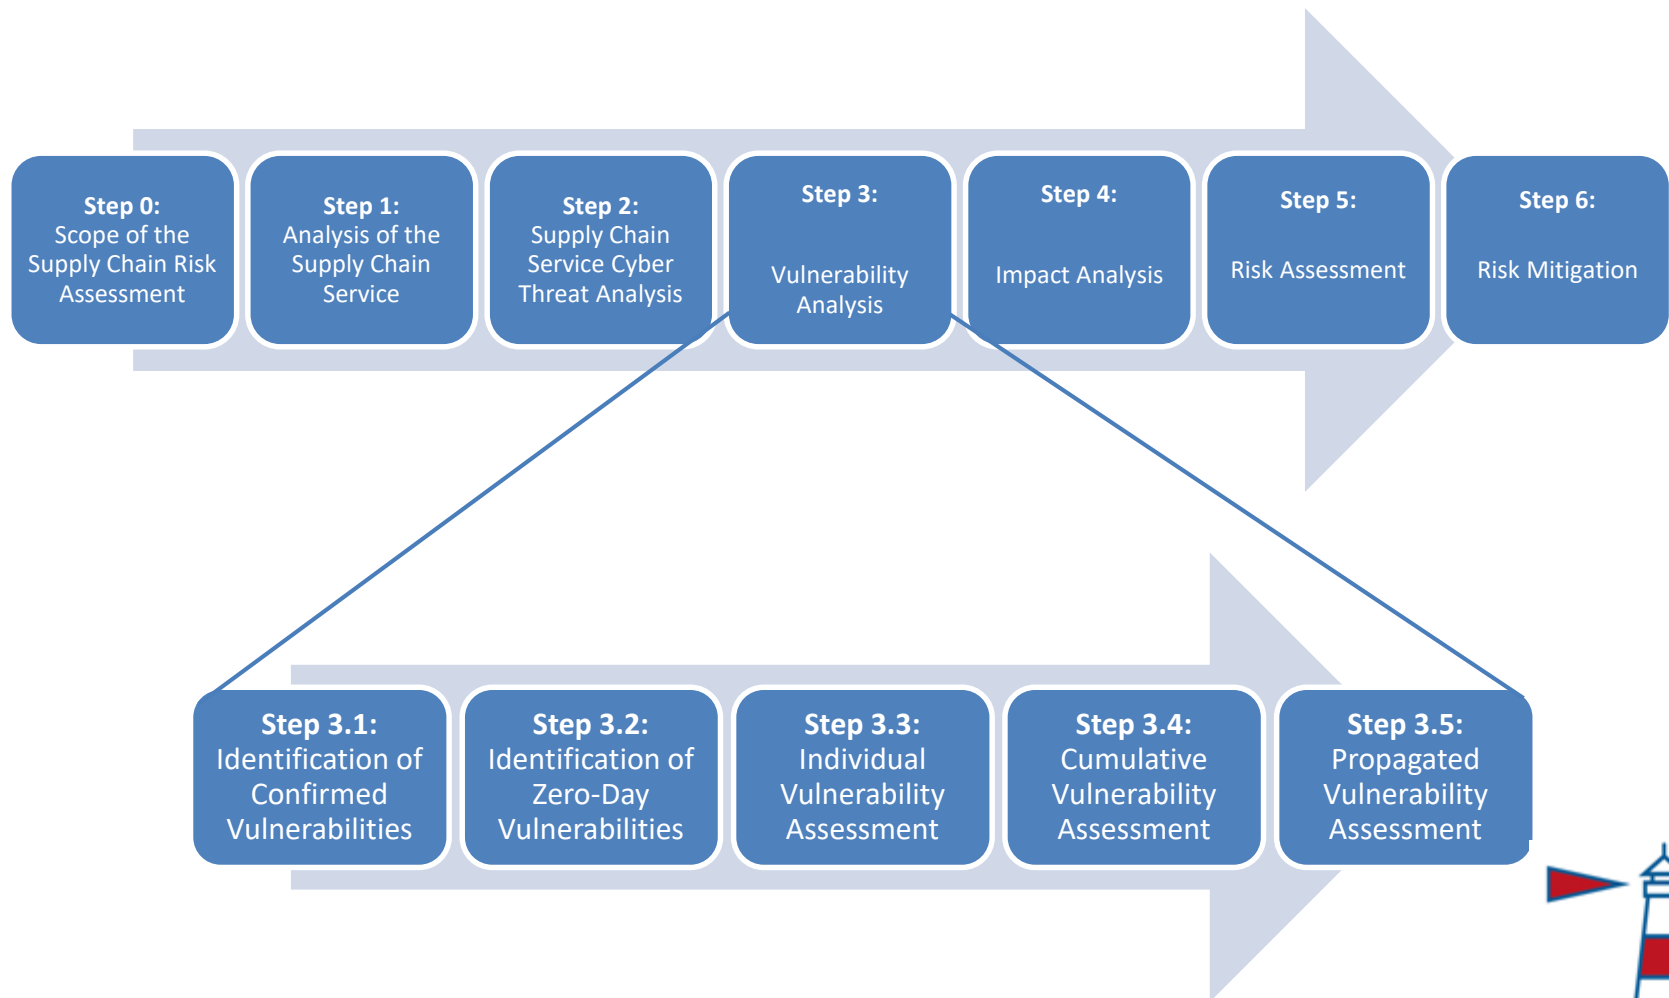 Step 0:
Scope of the
Supply Chain Risk
Assessment
Step 1:
Analysis of the
Supply Chain
Service
Step 2:
Supply Chain
Service Cyber
Threat Analysis
Step 3:
Vulnerability
Analysis
Step 4:
Impact Analysis
Step 5:
Risk Assessment
Step 6:
Risk Mitigation
Step 3.1:
Identification of
Confirmed
Vulnerabilities
Step 3.2:
Identification of
Zero-Day
Vulnerabilities
Step 3.3:
Individual
Vulnerability
Assessment
Step 3.4:
Cumulative
Vulnerability
Assessment
Step 3.5:
Propagated
Vulnerability
Assessment